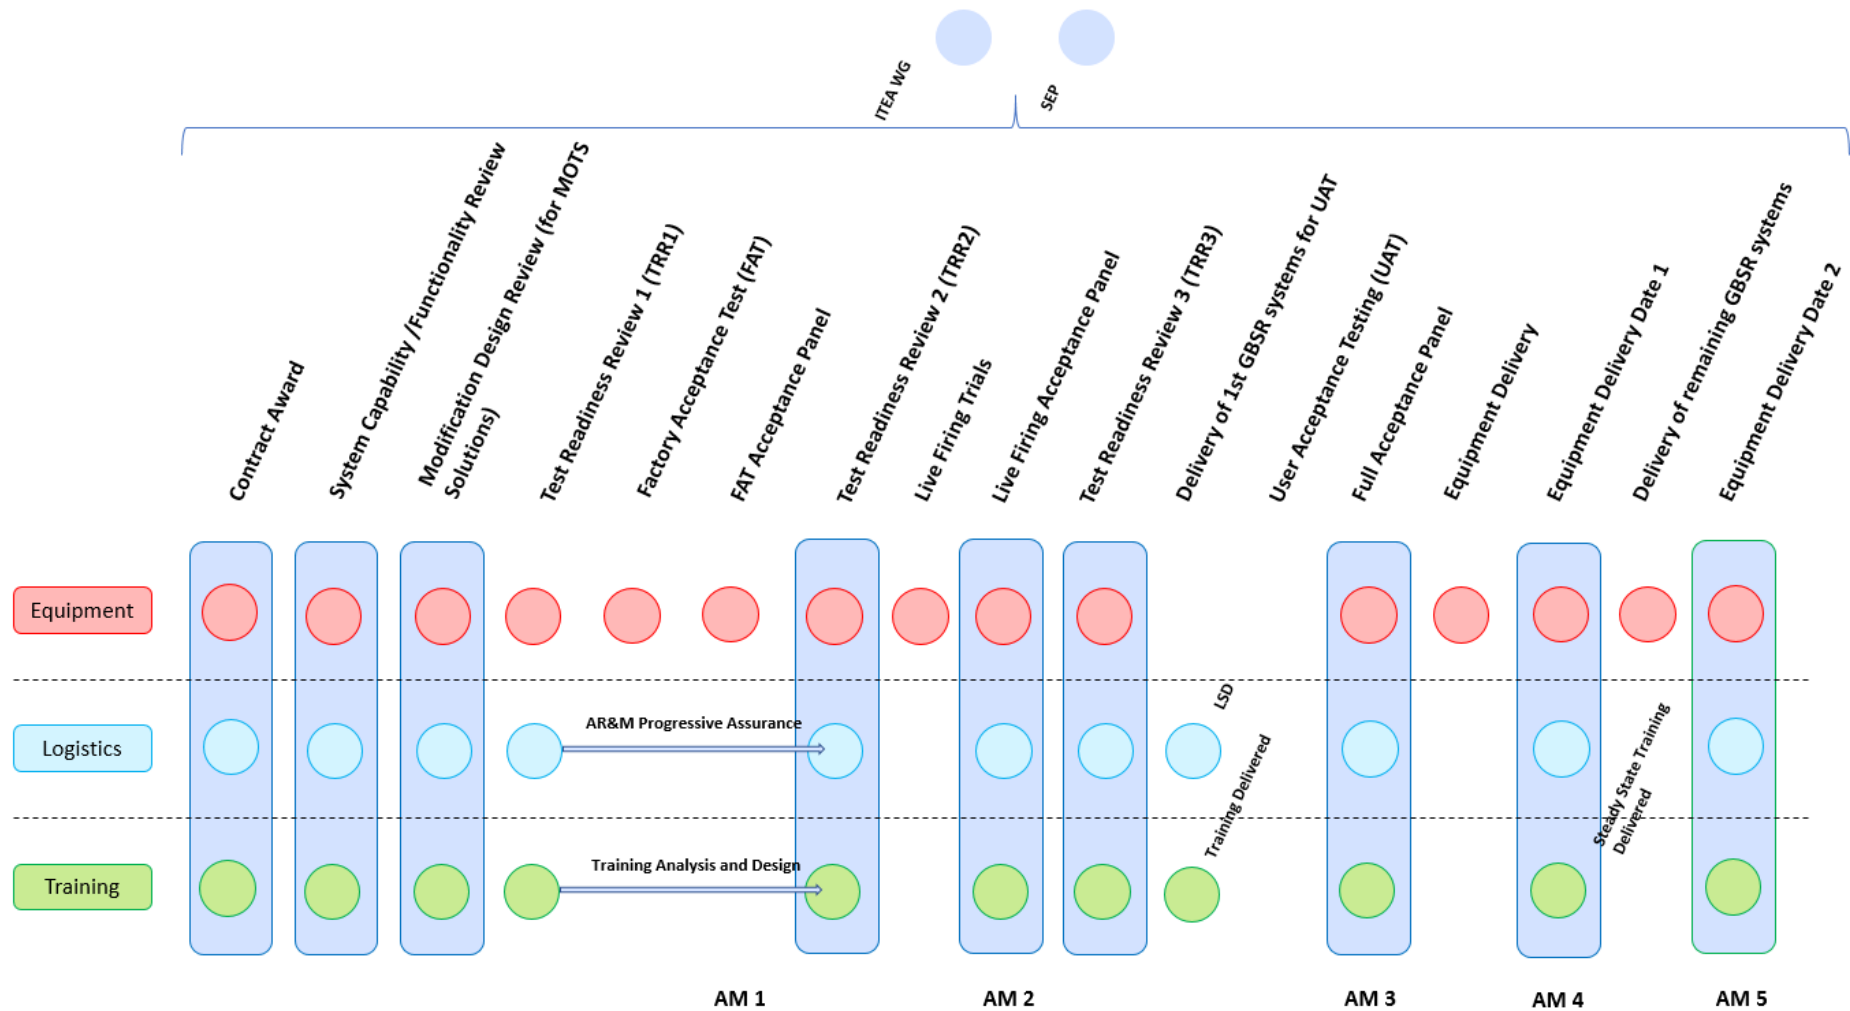 ITEA WG
SEP
Contract Award
System Capability /Functionality Review
Modification Design Review (for MOTS
Solutions)
Test Readiness Review 1 (TRR1)
Factory Acceptance Test (FAT)
FAT Acceptance Panel
Test Readiness Review 2 (TRR2)
Live Firing Trials
Live Firing Acceptance Panel
Test Readiness Review 3 (TRR3)
Delivery of 1st GBSR systems for UAT
User Acceptance Testing (UAT)
Full Acceptance Panel
Equipment Delivery
Equipment Delivery Date 1
Delivery of remaining GBSR systems
Equipment Delivery Date 2
Equipment
Logistics
AR&M Progressive Assurance
LSD
Training
Training Analysis and Design
Training Delivered
Steady State Training
Delivered
AM 1
AM 2
AM 3
AM 4
AM 5